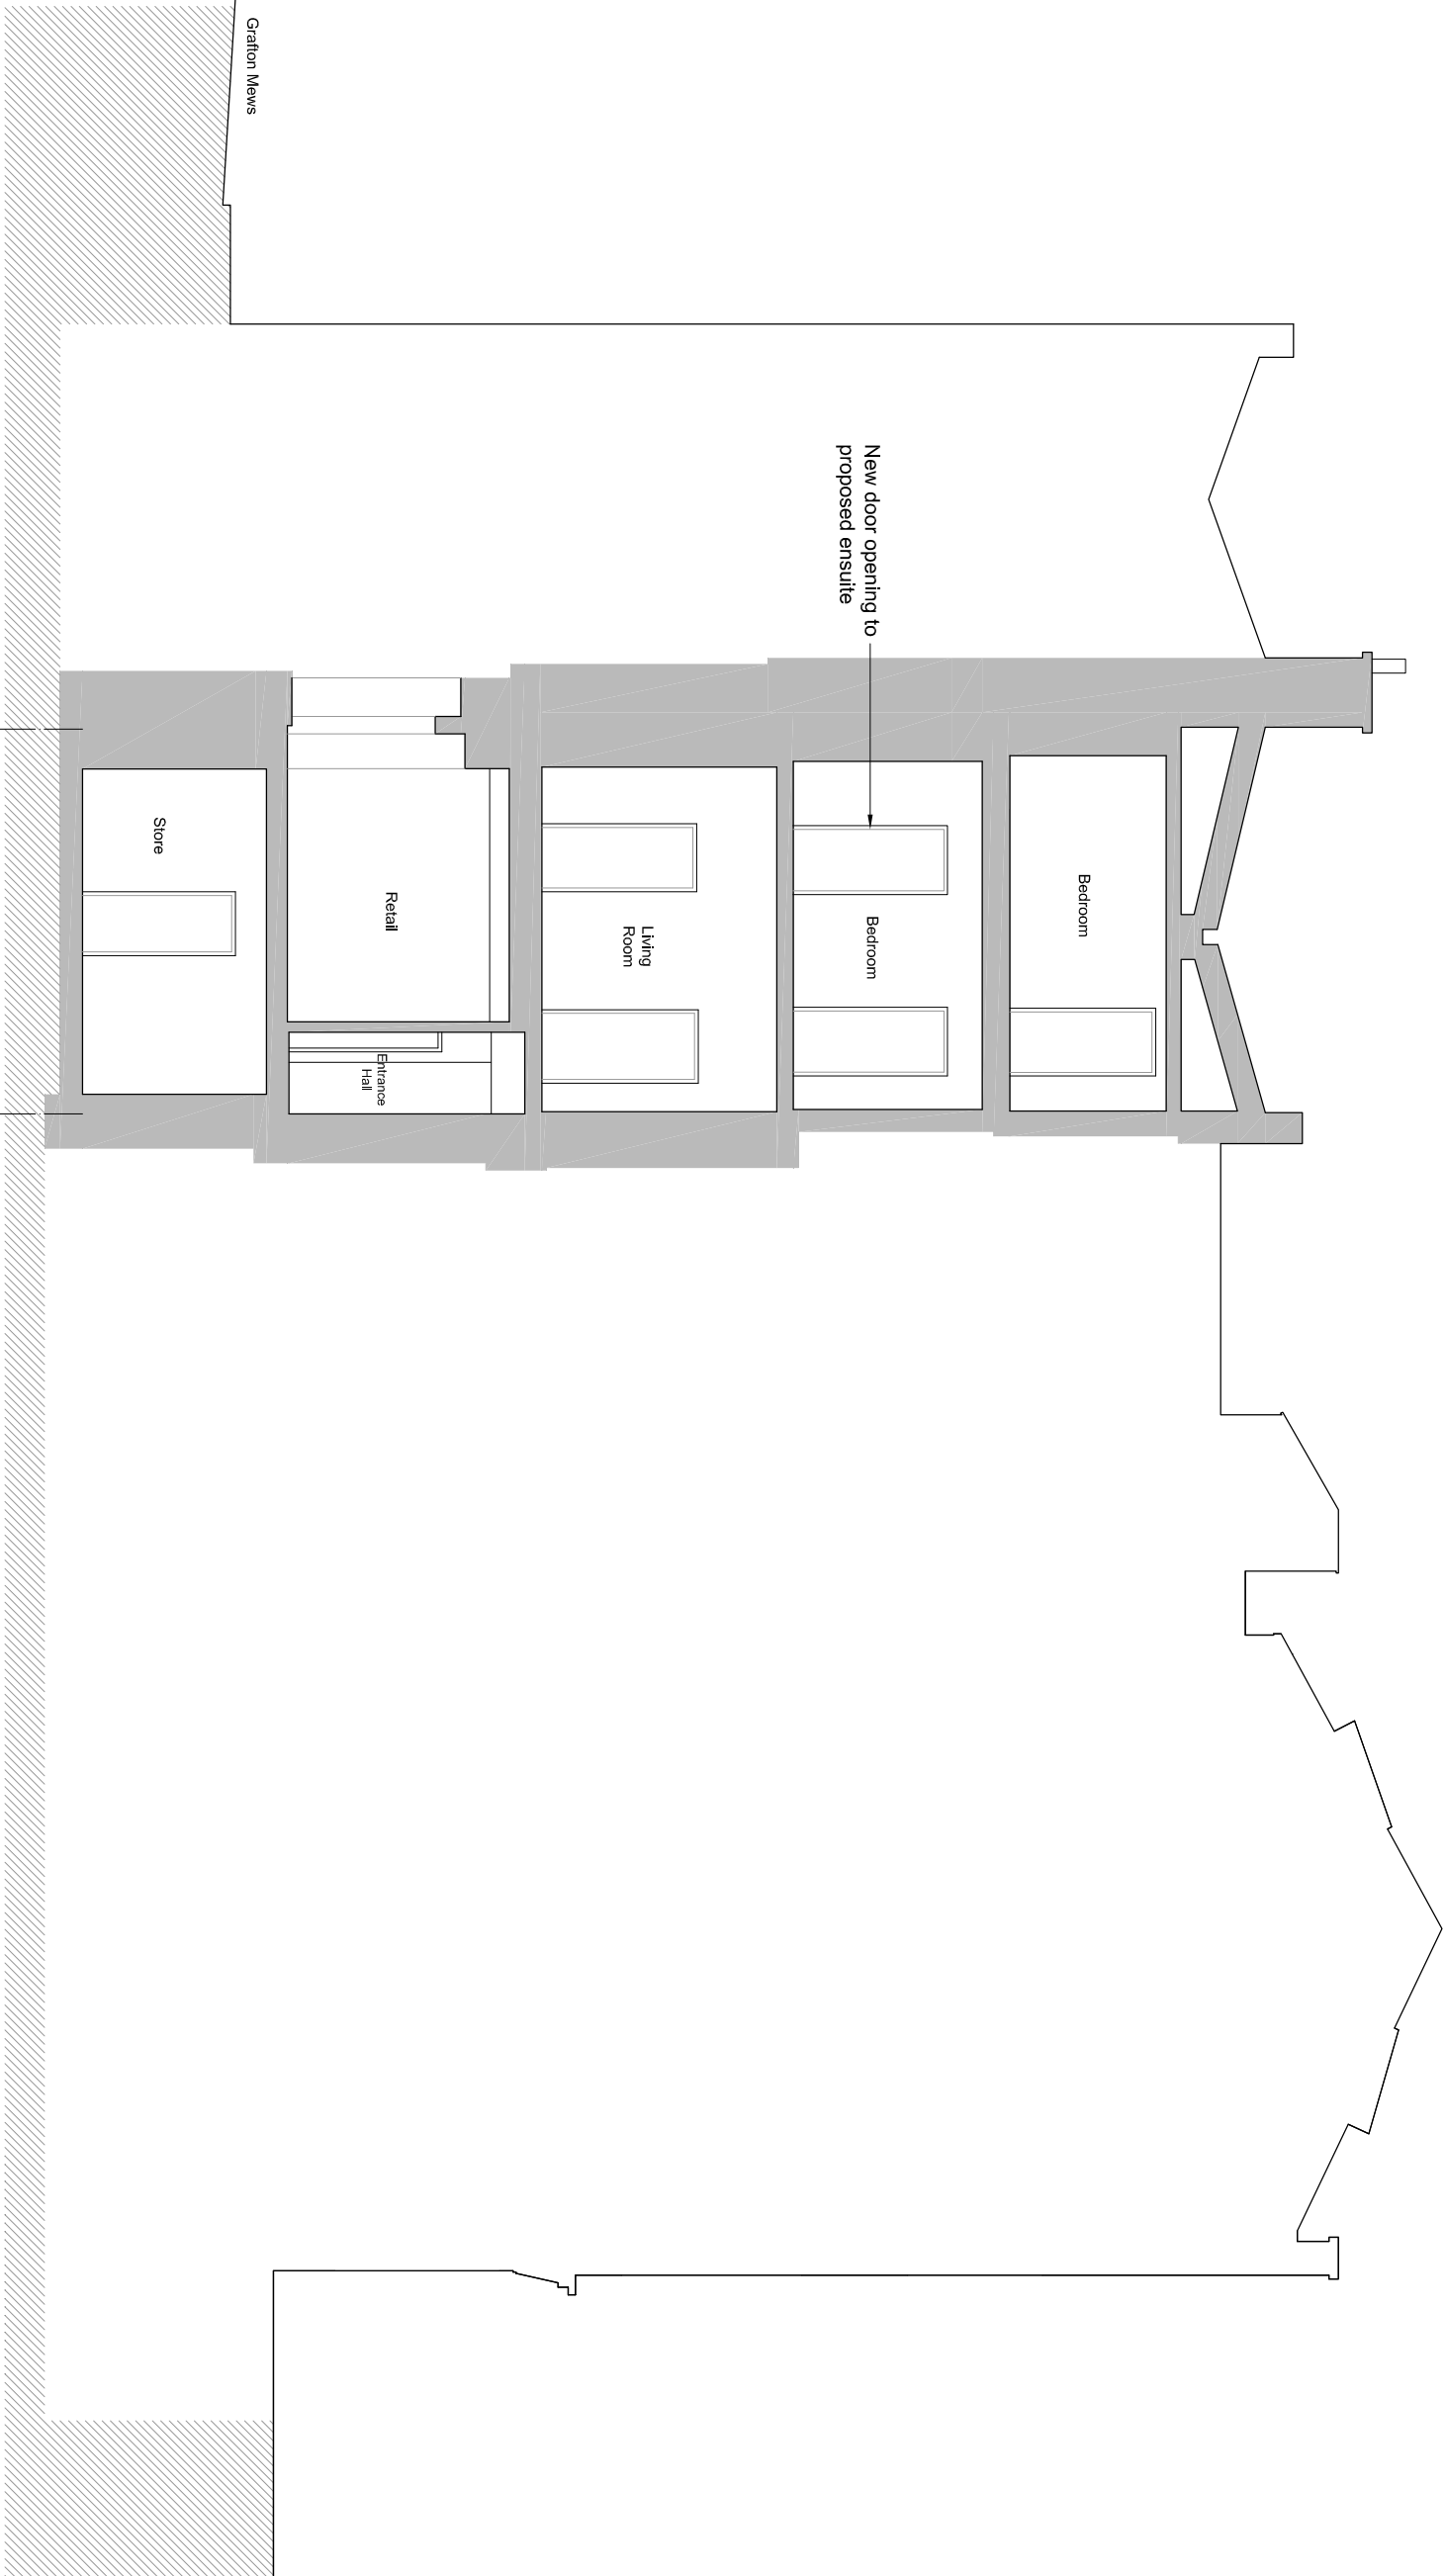 Grafton Mews
New door opening to
proposed ensuite
Bedroom
Bedroom
Living
Room
Retail
Entrance
Hall
Store